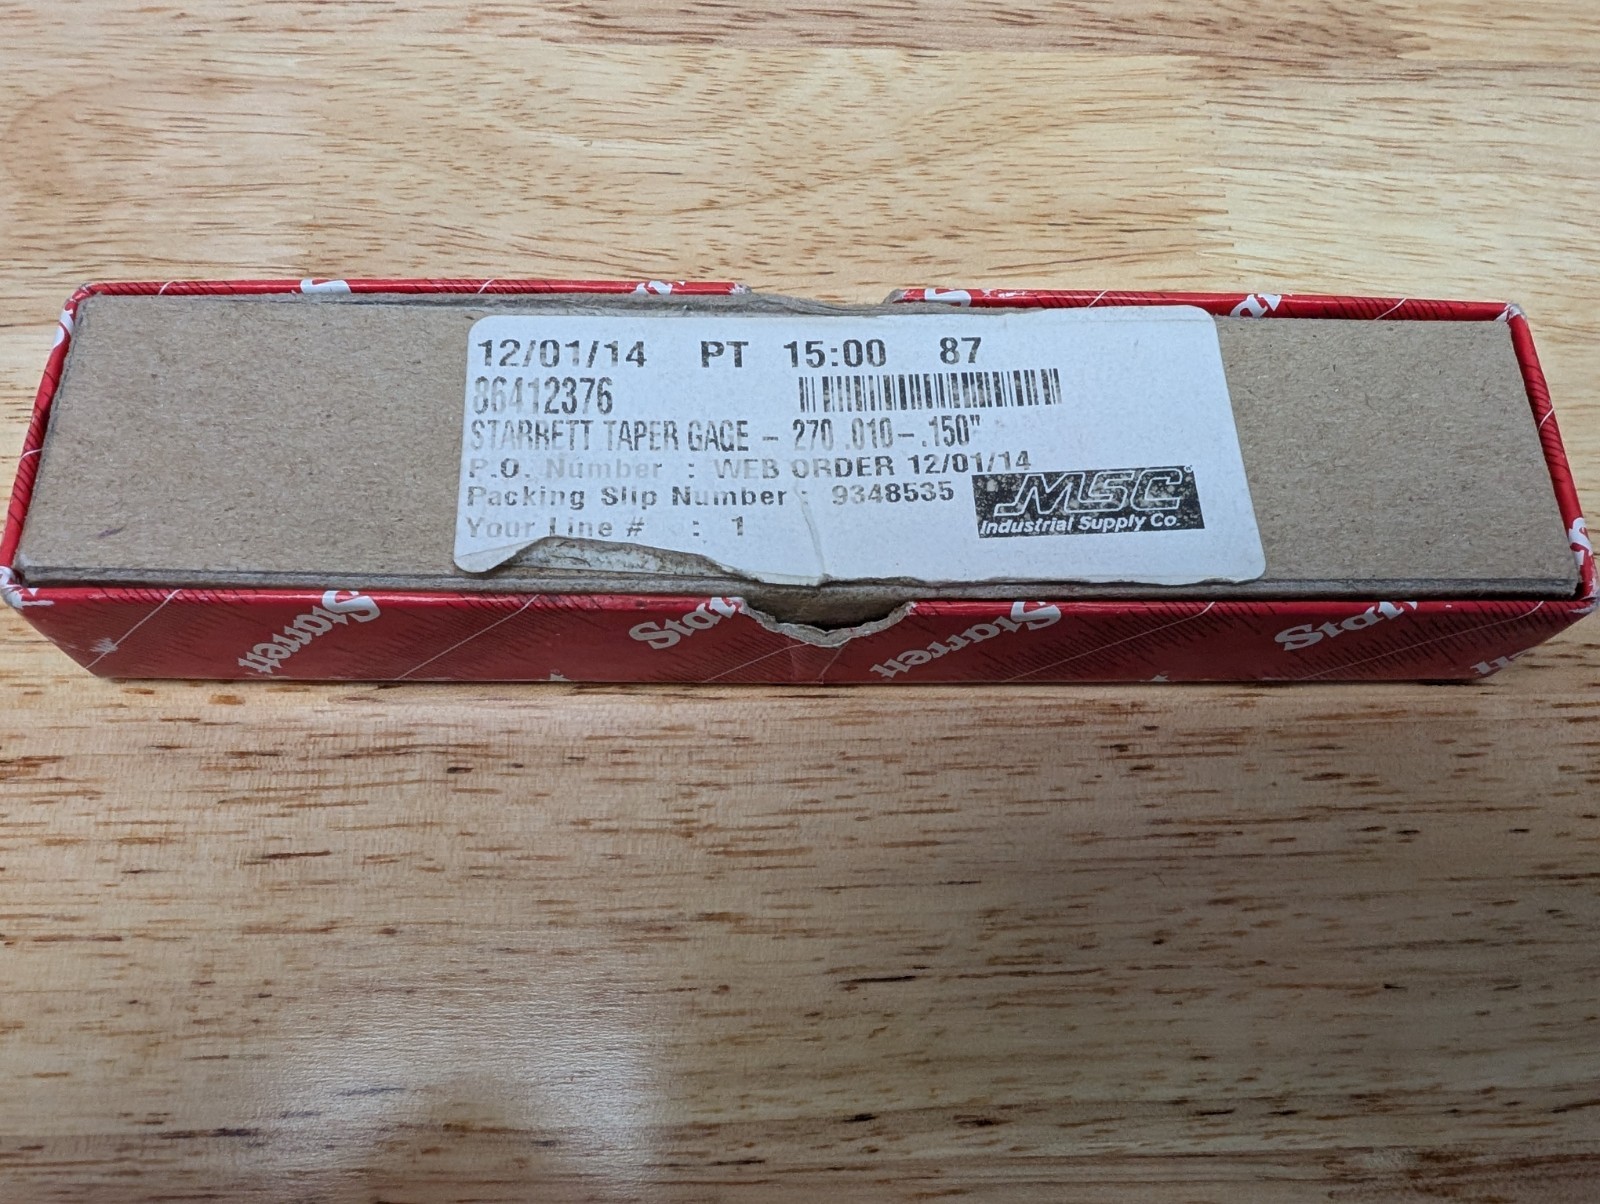 12/01/14 PT 15:00 87
86412376
STARRETT TAPER GAGE - 270 .010-.150"
P.O. Number : WEB ORDER 12/01/14
Packing Slip Number : 9348535
Your Line # : 1
MSC
Industrial Supply Co.
Starrett
Starrett
Starrett
Starrett